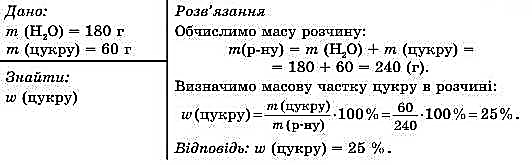 Дано:
m (H₂O) = 180 г
m (цукру) = 60 г
Знайти:
w (цукру)
Розв'язання
Обчислимо масу розчину:
m(р-ну) = m (H₂O) + m (цукру) =
= 180 + 60 = 240 (г).
Визначимо масову частку цукру в розчині:
w(цукру) = m(цукру)/m(р-ну) · 100% = 60/240 · 100% = 25%.
Відповідь: w (цукру) = 25 %.